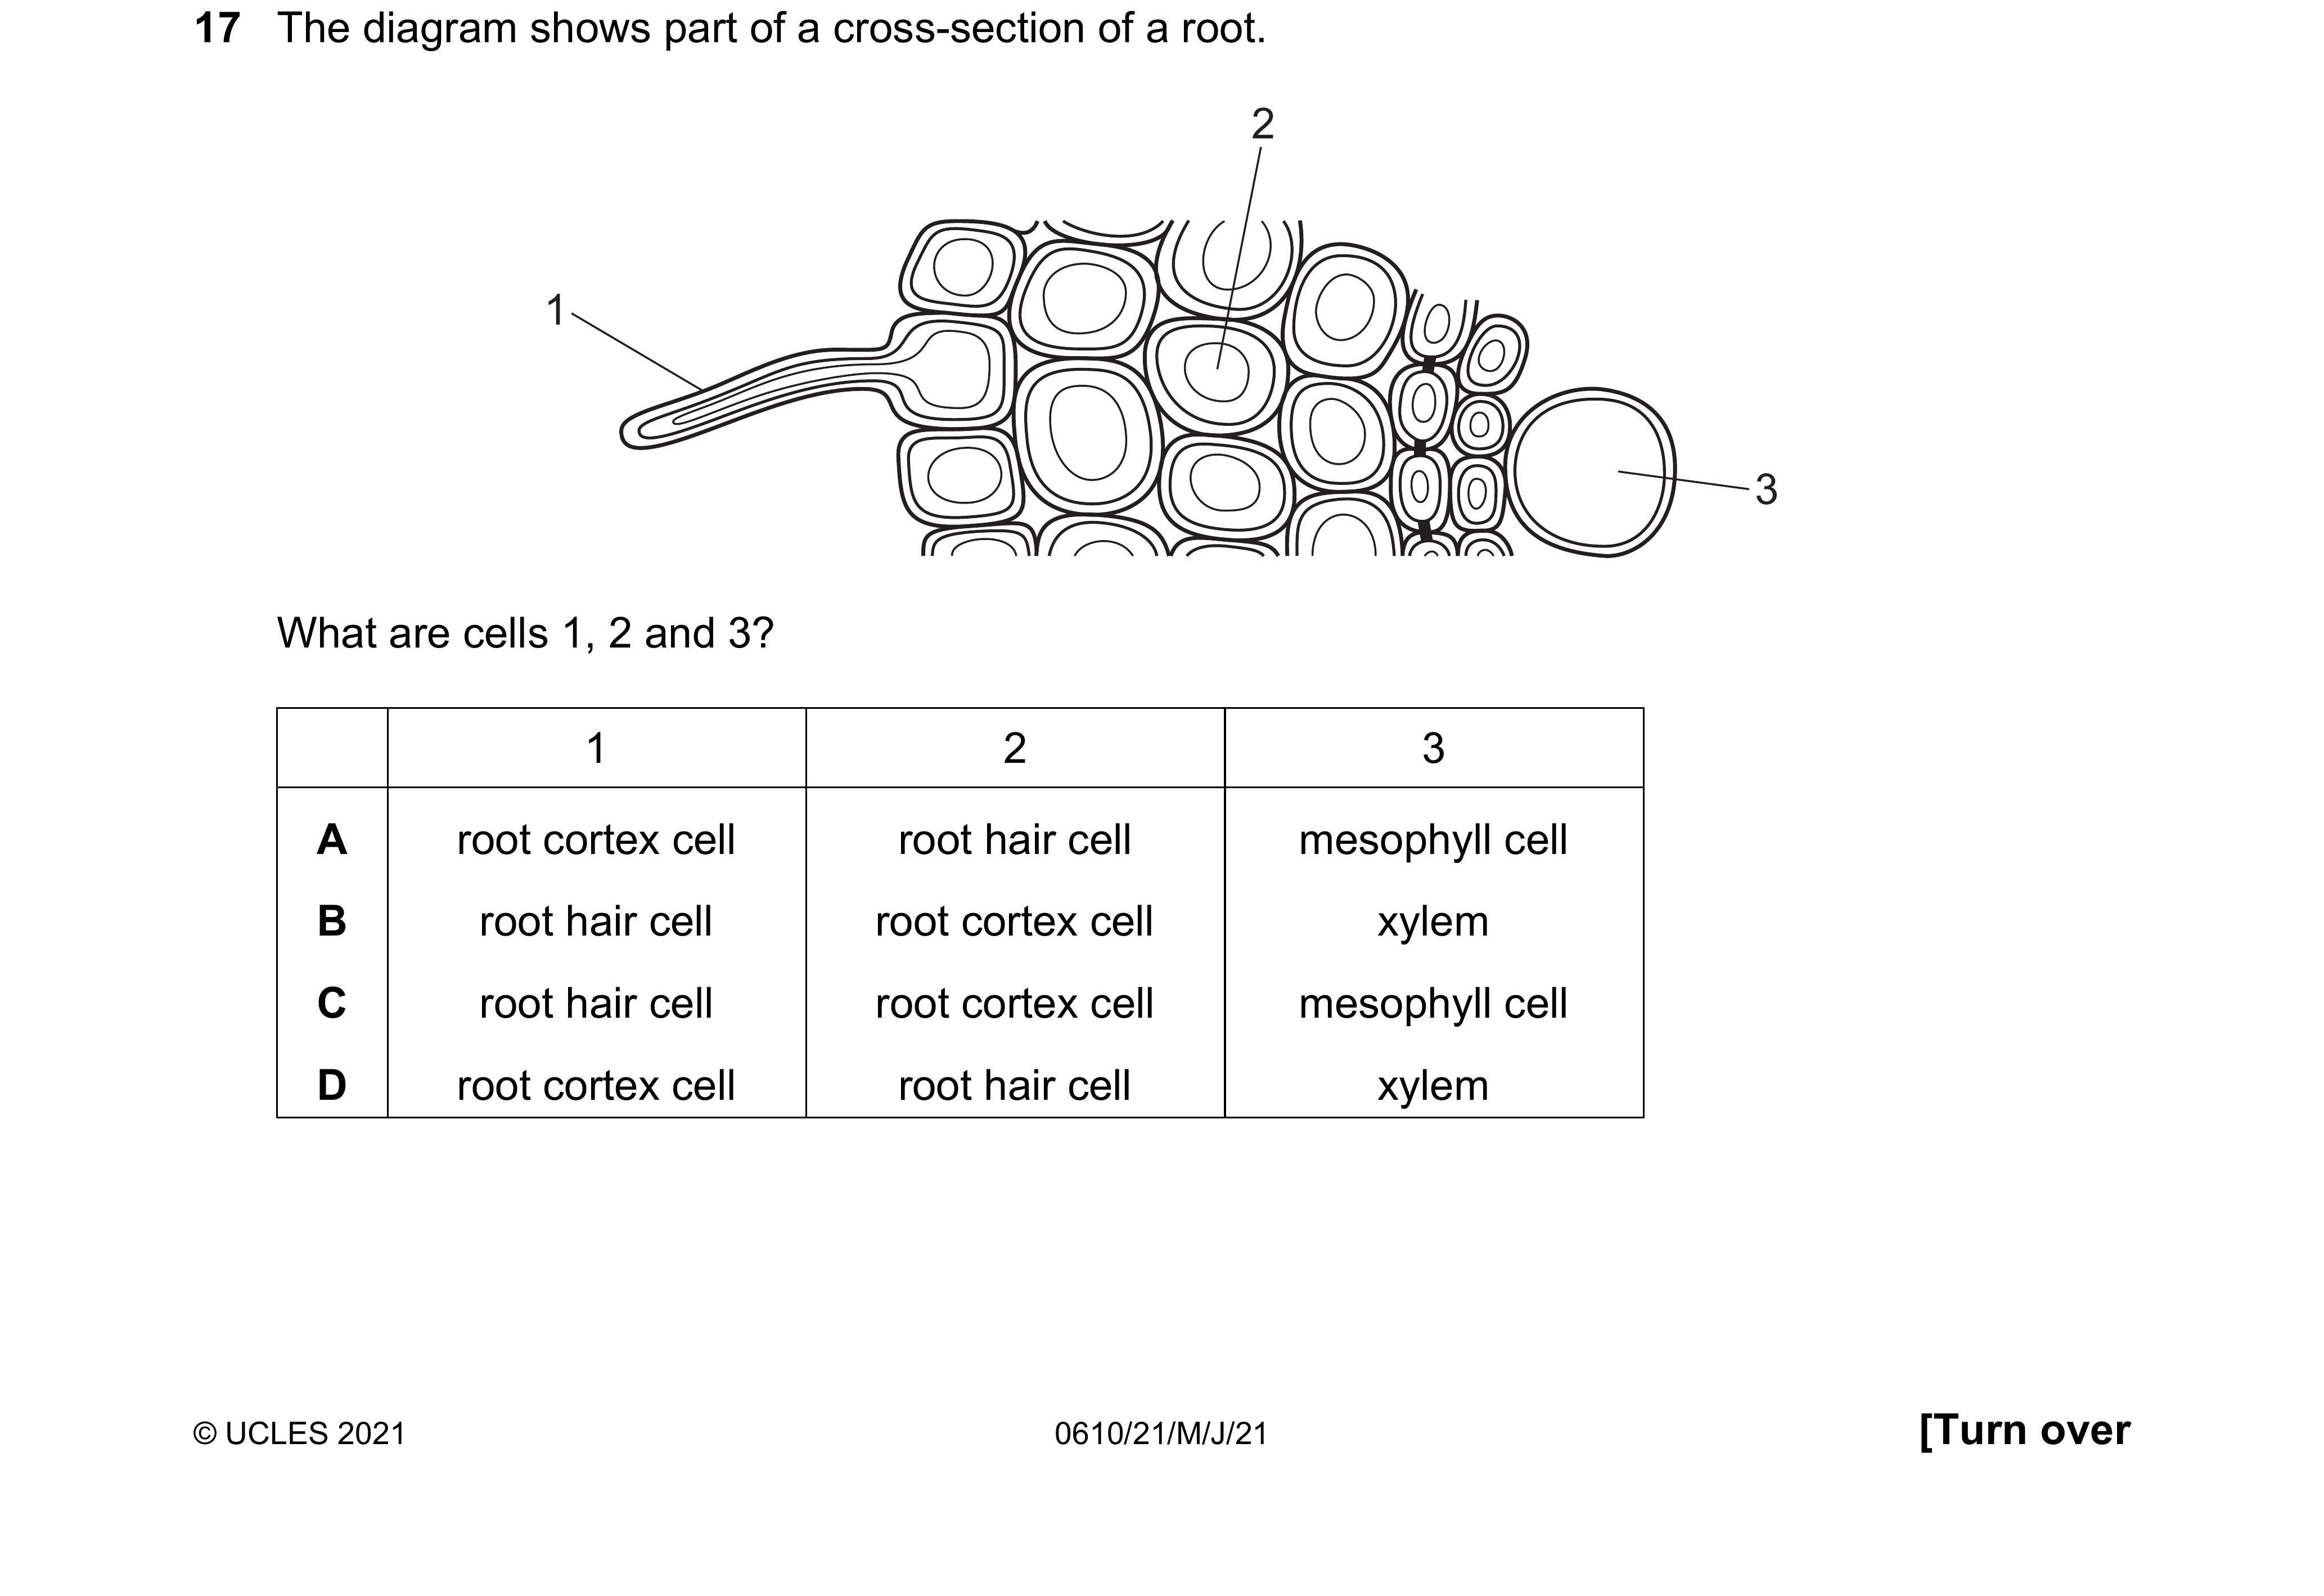 17 The diagram shows part of a cross-section of a root.
2
1
3
What are cells 1, 2 and 3?
1 2 3
A root cortex cell root hair cell mesophyll cell
B root hair cell root cortex cell xylem
C root hair cell root cortex cell mesophyll cell
D root cortex cell root hair cell xylem
© UCLES 2021 0610/21/M/J/21 [Turn over